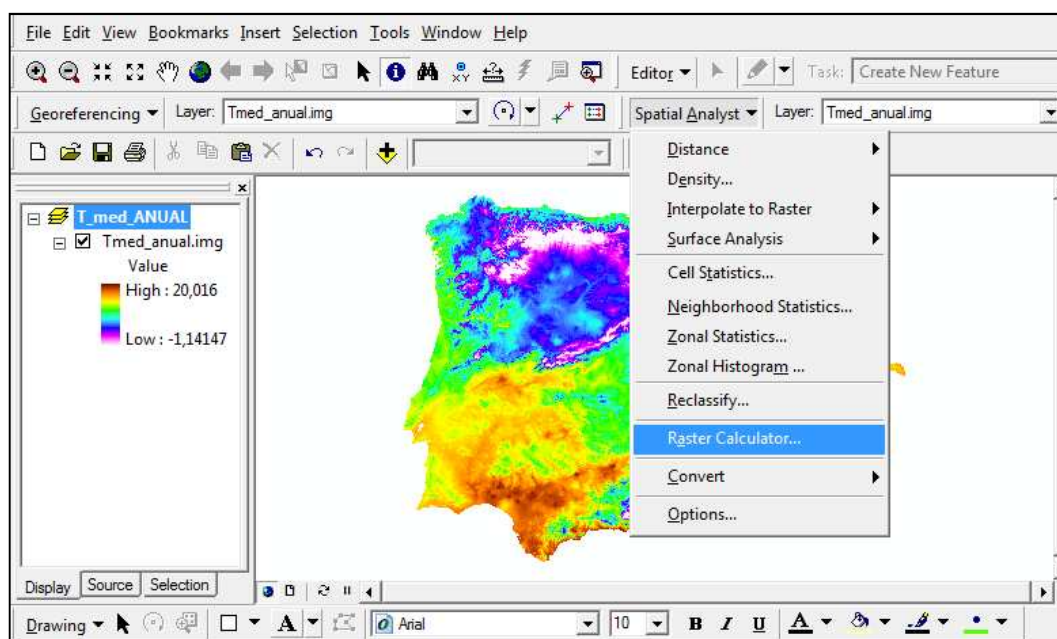 File Edit View Bookmarks Insert Selection Tools Window Help
Editor Task: Create New Feature
Georeferencing Layer: Tmed_anual.img Spatial Analyst Layer: Tmed_anual.img
Distance
Density...
Interpolate to Raster
Surface Analysis
Cell Statistics...
Neighborhood Statistics...
Zonal Statistics...
Zonal Histogram ...
Reclassify...
Raster Calculator...
Convert
Options...
T_med_ANUAL
Tmed_anual.img
Value
High : 20,016
Low : -1,14147
Display Source Selection
Drawing A Arial 10 B I U A